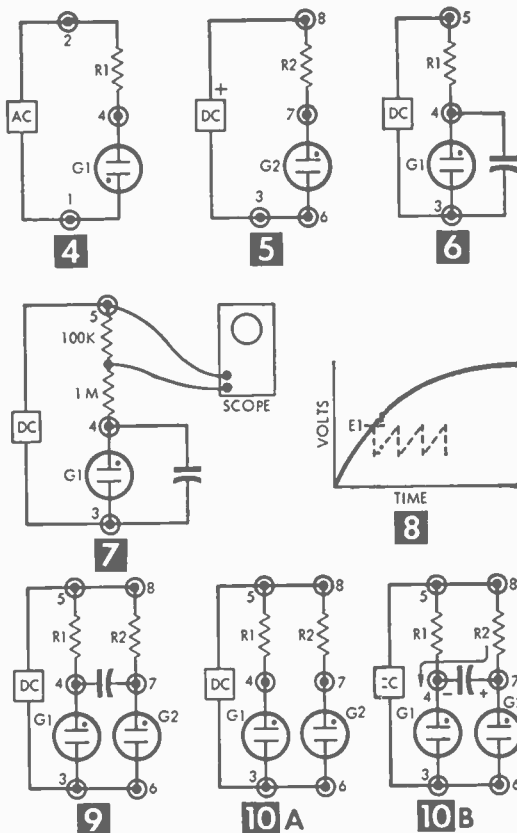 2
R1
AC
4
G1
1
4
8
R2
+
DC
7
G2
3
6
5
5
R1
DC
4
G1
3
6
5
100K
1 M
4
DC
G1
3
SCOPE
7
VOLTS
E1
TIME
8
5
8
R1
R2
DC
4
7
G1
G2
3
6
9
5
8
R1
R2
DC
4
7
G1
G2
3
6
10 A
5
8
R1
R2
4
-
+
7
G1
3
6
10 B